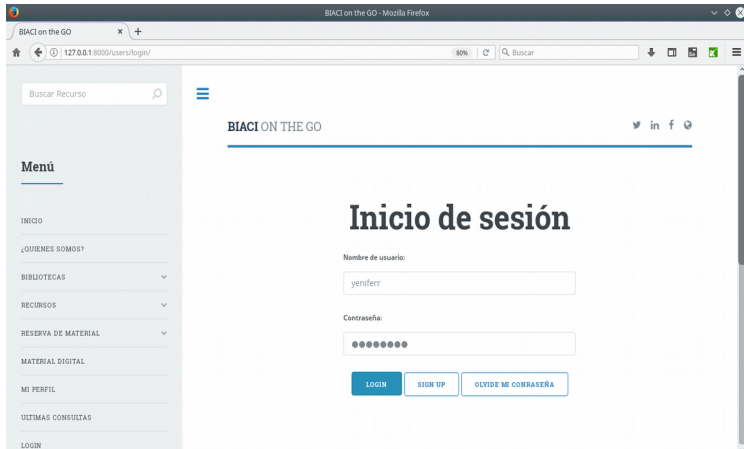 BIACI on the GO - Mozilla Firefox
BIACI on the GO
127.0.0.1:8000/users/login/
80%
Buscar
Buscar Recurso
BIACI ON THE GO
Menú
INICIO
¿QUIENES SOMOS?
BIBLIOTECAS
RECURSOS
RESERVA DE MATERIAL
MATERIAL DIGITAL
MI PERFIL
ULTIMAS CONSULTAS
LOGIN
Inicio de sesión
Nombre de usuario:
yeniferr
Contraseña:
LOGIN SIGN UP OLVIDE MI CONRASEÑA